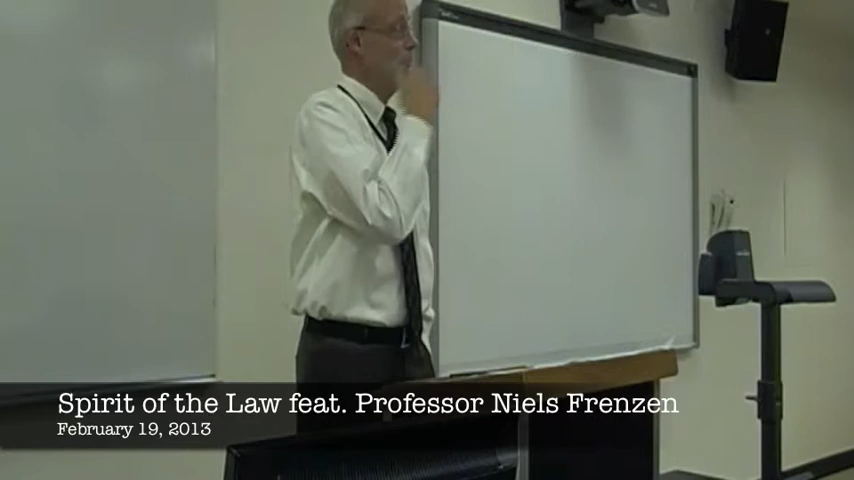 Spirit of the Law feat. Professor Niels Frenzen
February 19, 2013